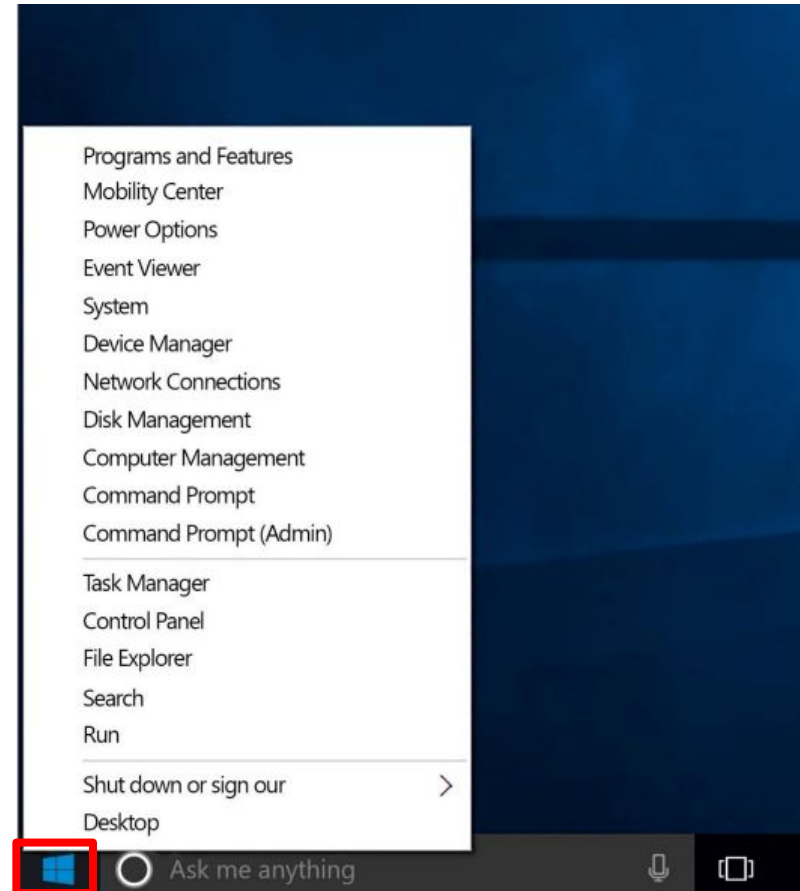 Programs and Features
Mobility Center
Power Options
Event Viewer
System
Device Manager
Network Connections
Disk Management
Computer Management
Command Prompt
Command Prompt (Admin)
Task Manager
Control Panel
File Explorer
Search
Run
Shut down or sign our
Desktop
Ask me anything